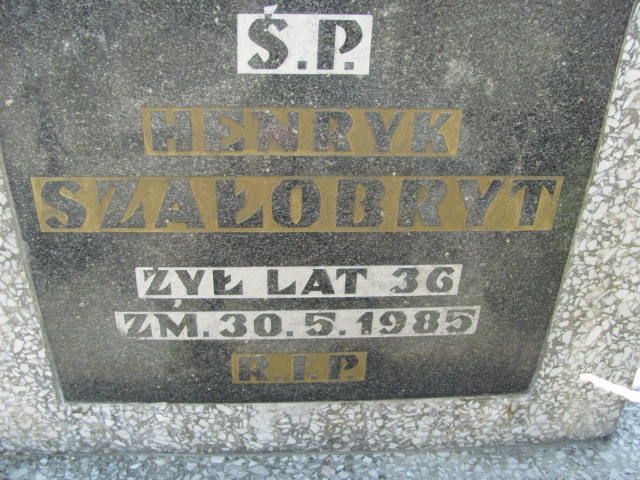 Ś.P.
HENRYK
SZAŁOBRYT
ŻYŁ LAT 36
ZM. 30.5.1985
R.I.P.